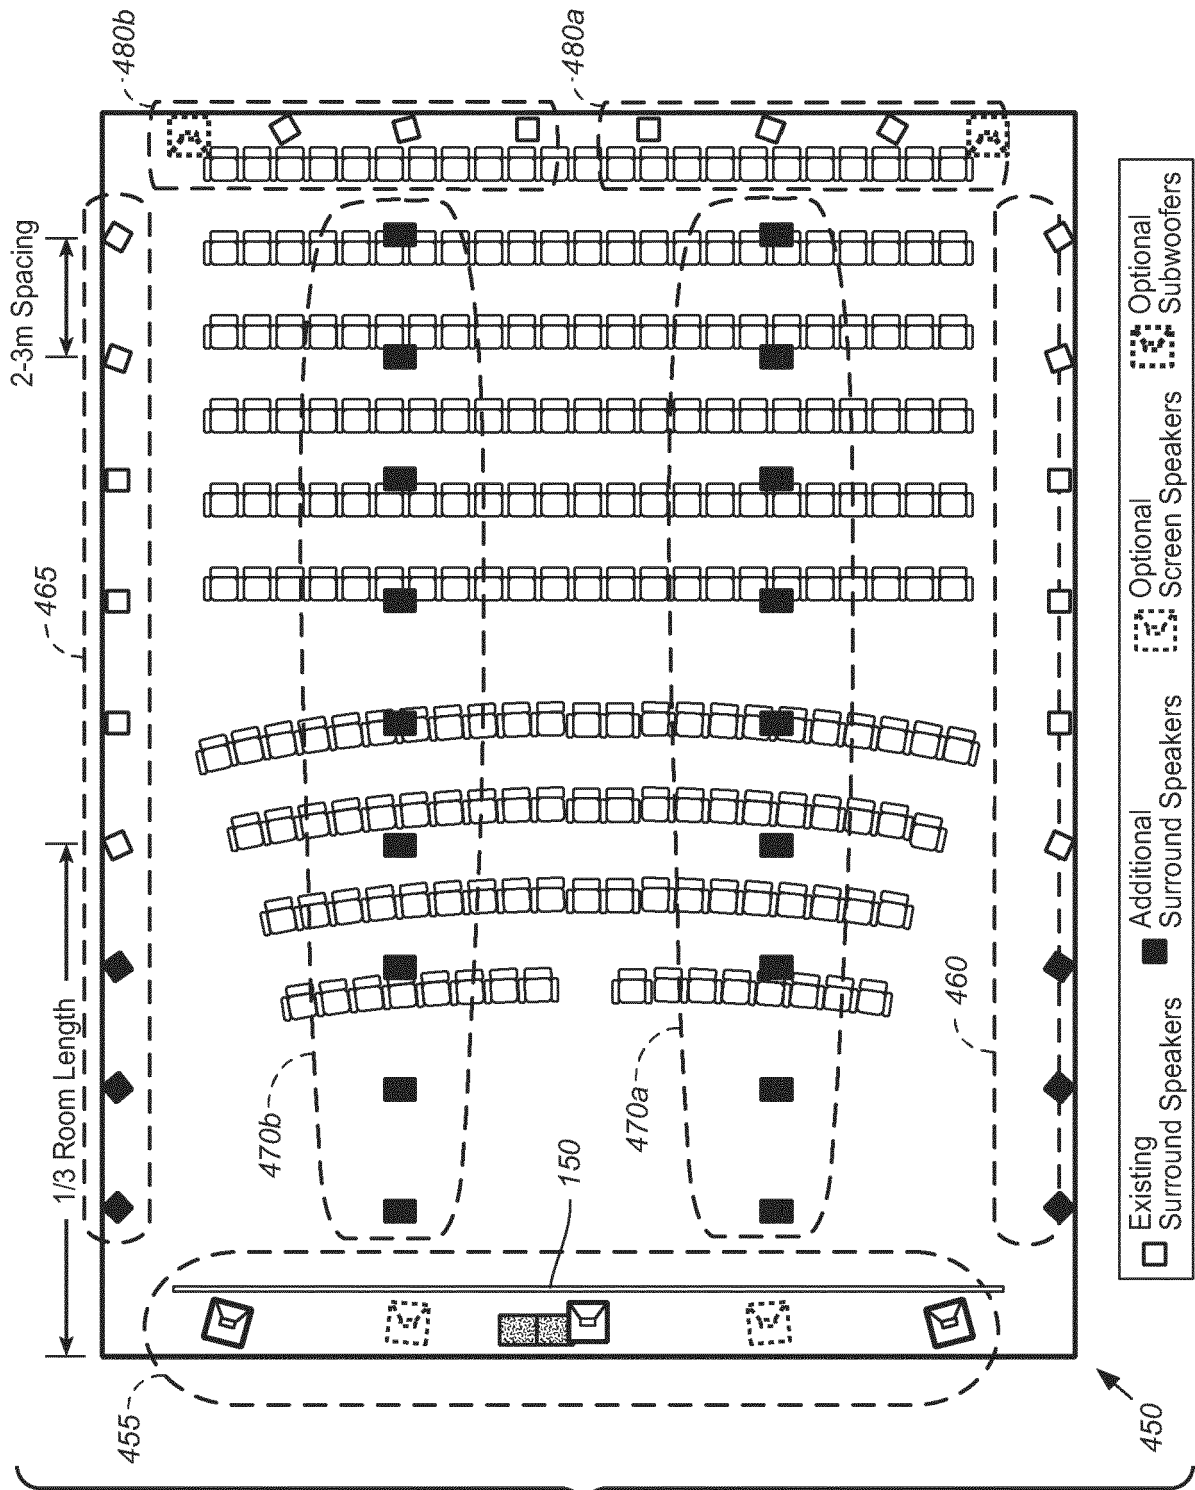 480b
480a
2-3m Spacing
465
1/3 Room Length
470b
470a
460
150
455
450
Existing
Surround Speakers
Additional
Surround Speakers
Optional
Screen Speakers
Optional
Subwoofers